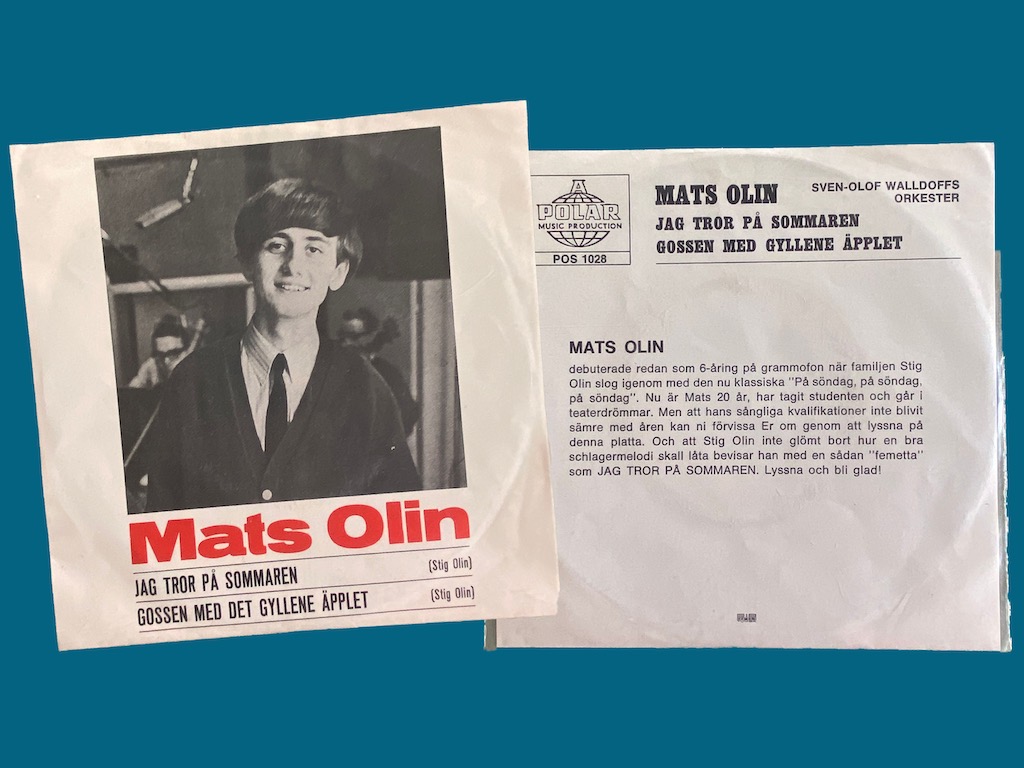 Mats Olin
JAG TROR PÅ SOMMAREN (Stig Olin)
GOSSEN MED DET GYLLENE ÄPPLET (Stig Olin)
A
POLAR
MUSIC PRODUCTION
POS 1028
MATS OLIN
SVEN-OLOF WALLDOFFS
ORKESTER
JAG TROR PÅ SOMMAREN
GOSSEN MED GYLLENE ÄPPLET
MATS OLIN
debuterade redan som 6-åring på grammofon när familjen Stig
Olin slog igenom med den nu klassiska "På söndag, på söndag,
på söndag". Nu är Mats 20 år, har tagit studenten och går i
teaterdrömmar. Men att hans sångliga kvalifikationer inte blivit
sämre med åren kan ni förvissa Er om genom att lyssna på
denna platta. Och att Stig Olin inte glömt bort hur en bra
schlagermelodi skall låta bevisar han med en sådan "femetta"
som JAG TROR PÅ SOMMAREN. Lyssna och bli glad!